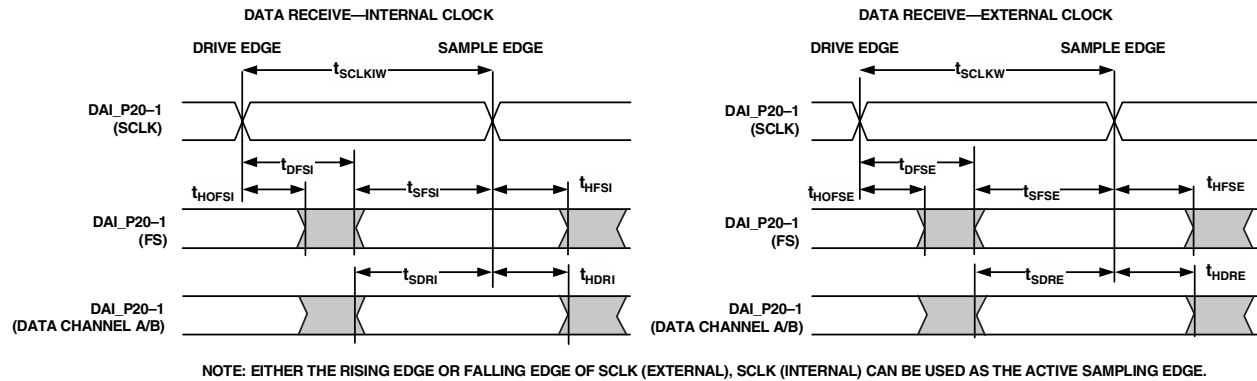 DATA RECEIVE—INTERNAL CLOCK
DRIVE EDGE
SAMPLE EDGE
tSCLKIW
DAI_P20–1
(SCLK)
tDFSI
tHOFSI
tSFSI
tHFSI
DAI_P20–1
(FS)
tSDRI
tHDRI
DAI_P20–1
(DATA CHANNEL A/B)
DATA RECEIVE—EXTERNAL CLOCK
DRIVE EDGE
SAMPLE EDGE
tSCLKW
DAI_P20–1
(SCLK)
tDFSE
tHOFSE
tSFSE
tHFSE
DAI_P20–1
(FS)
tSDRE
tHDRE
DAI_P20–1
(DATA CHANNEL A/B)
NOTE: EITHER THE RISING EDGE OR FALLING EDGE OF SCLK (EXTERNAL), SCLK (INTERNAL) CAN BE USED AS THE ACTIVE SAMPLING EDGE.